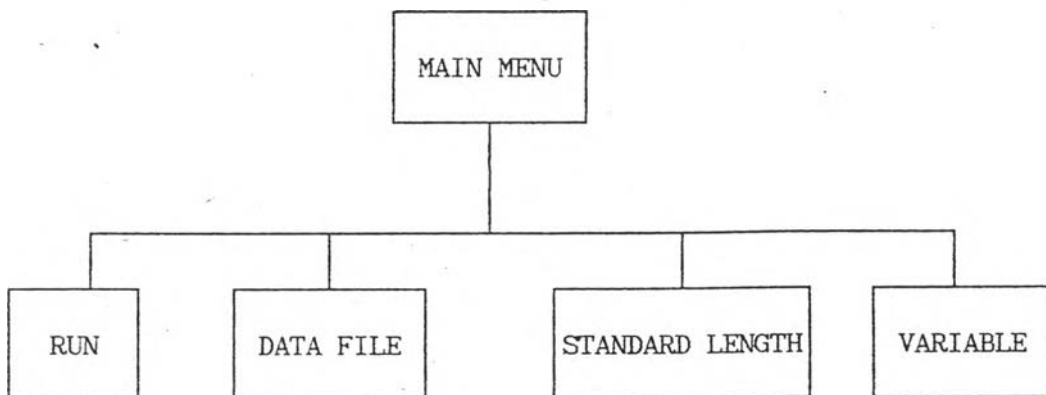 MAIN MENU
RUN
DATA FILE
STANDARD LENGTH
VARIABLE